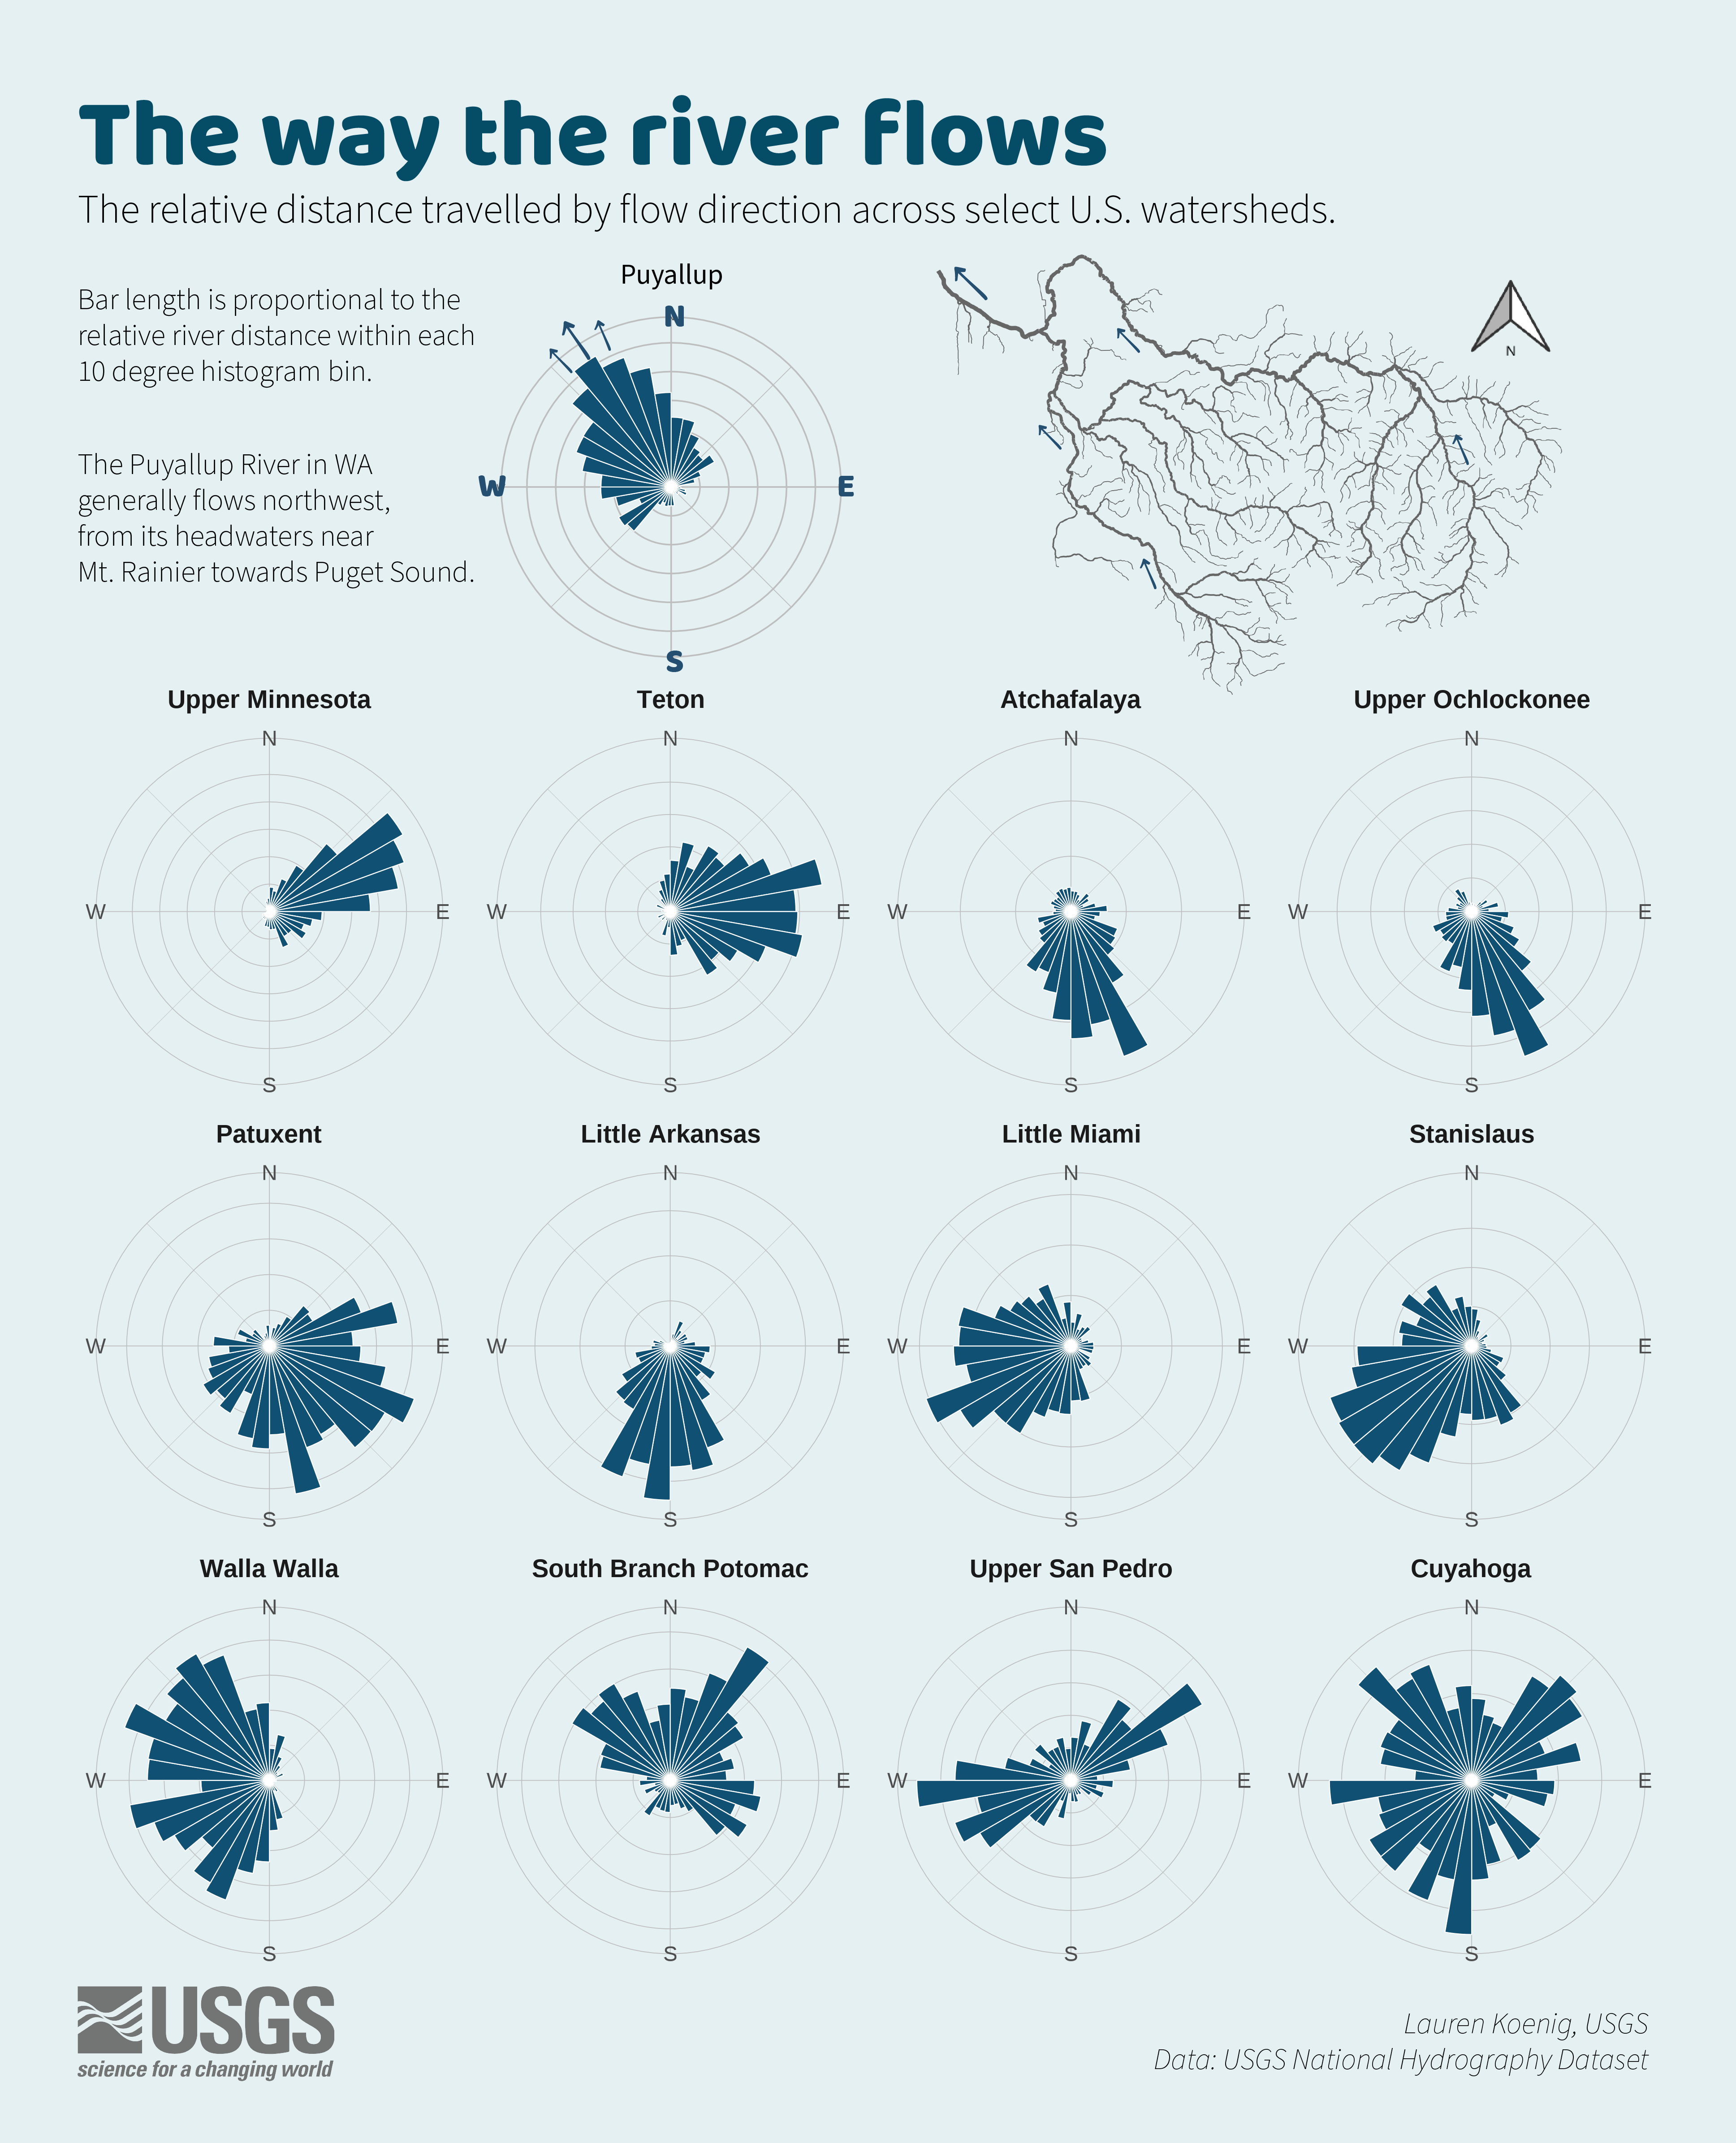 The way the river flows
The relative distance travelled by flow direction across select U.S. watersheds.
Bar length is proportional to the
relative river distance within each
10 degree histogram bin.
The Puyallup River in WA
generally flows northwest,
from its headwaters near
Mt. Rainier towards Puget Sound.
Puyallup
N
W
E
S
N
Upper Minnesota
N
W
E
S
Teton
N
W
E
S
Atchafalaya
N
W
E
S
Upper Ochlockonee
N
W
E
S
Patuxent
N
W
E
S
Little Arkansas
N
W
E
S
Little Miami
N
W
E
S
Stanislaus
N
W
E
S
Walla Walla
N
W
E
S
South Branch Potomac
N
W
E
S
Upper San Pedro
N
W
E
S
Cuyahoga
N
W
E
S
USGS
science for a changing world
Lauren Koenig, USGS
Data: USGS National Hydrography Dataset